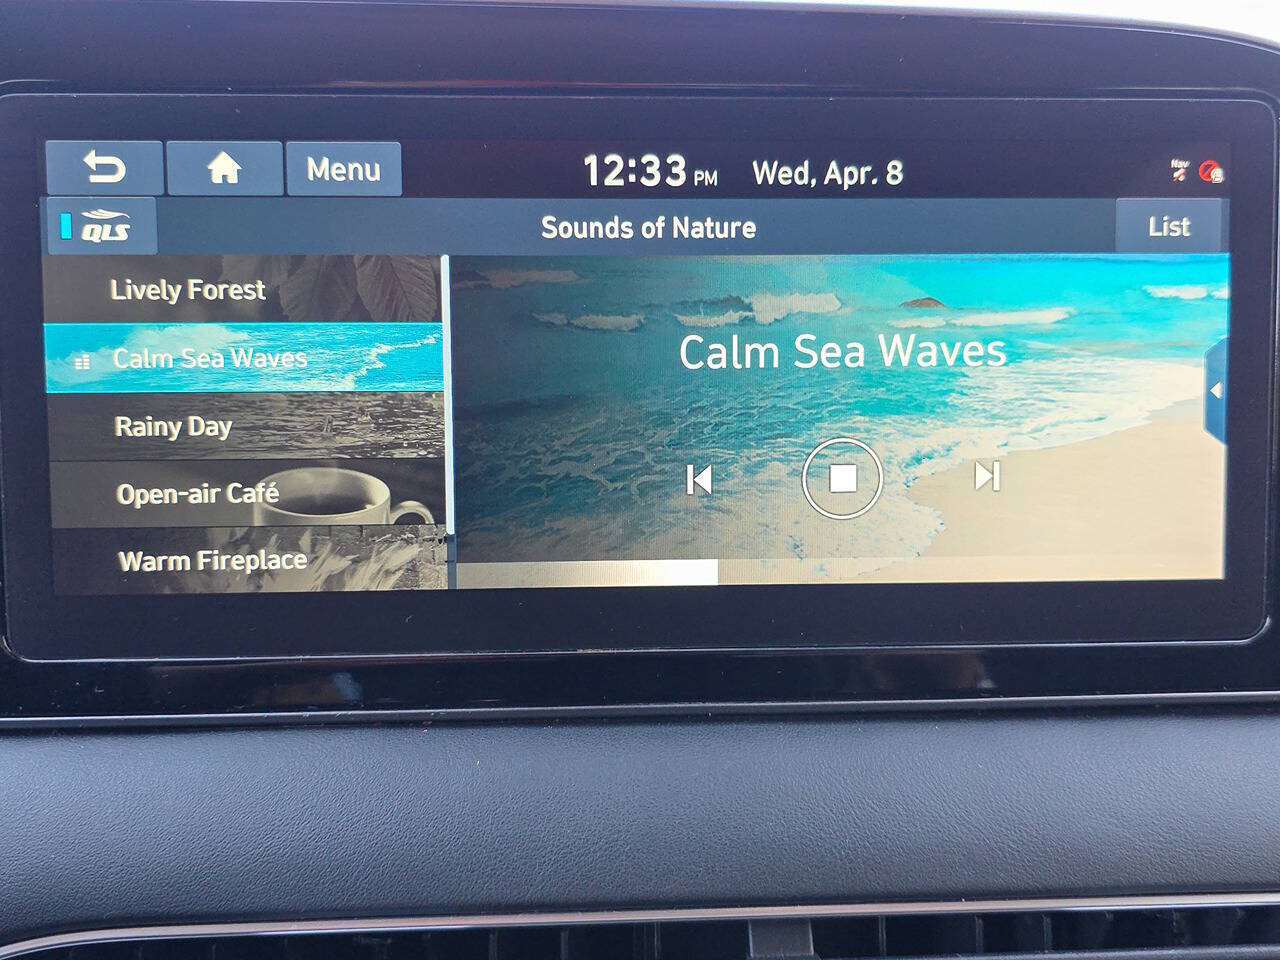 Menu
12:33 PM Wed, Apr. 8
Nav
QLS
Sounds of Nature
List
Lively Forest
Calm Sea Waves
Rainy Day
Open-air Café
Warm Fireplace
Calm Sea Waves